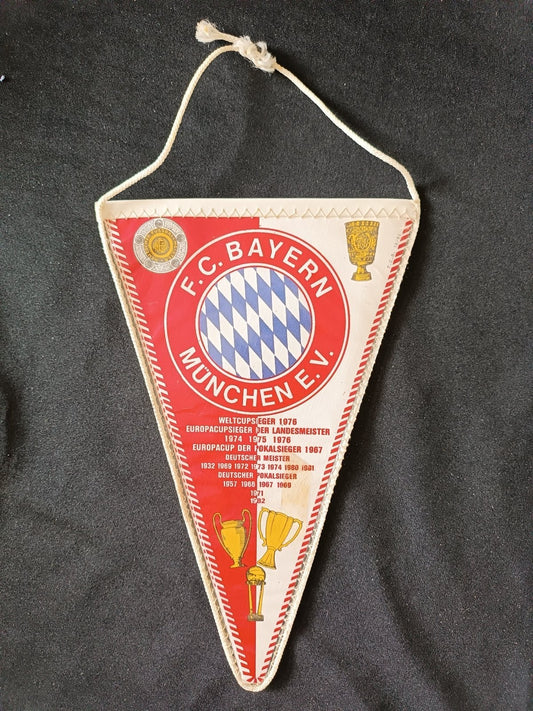 F.C. BAYERN
MÜNCHEN E.V.
WELTCUPSIEGER 1976
EUROPACUPSIEGER DER LANDESMEISTER
1974 1975 1976
EUROPACUP DER POKALSIEGER 1967
DEUTSCHER MEISTER
1932 1969 1972 1973 1974 1980 1981
DEUTSCHER POKALSIEGER
1957 1966 1967 1969
1971
1982